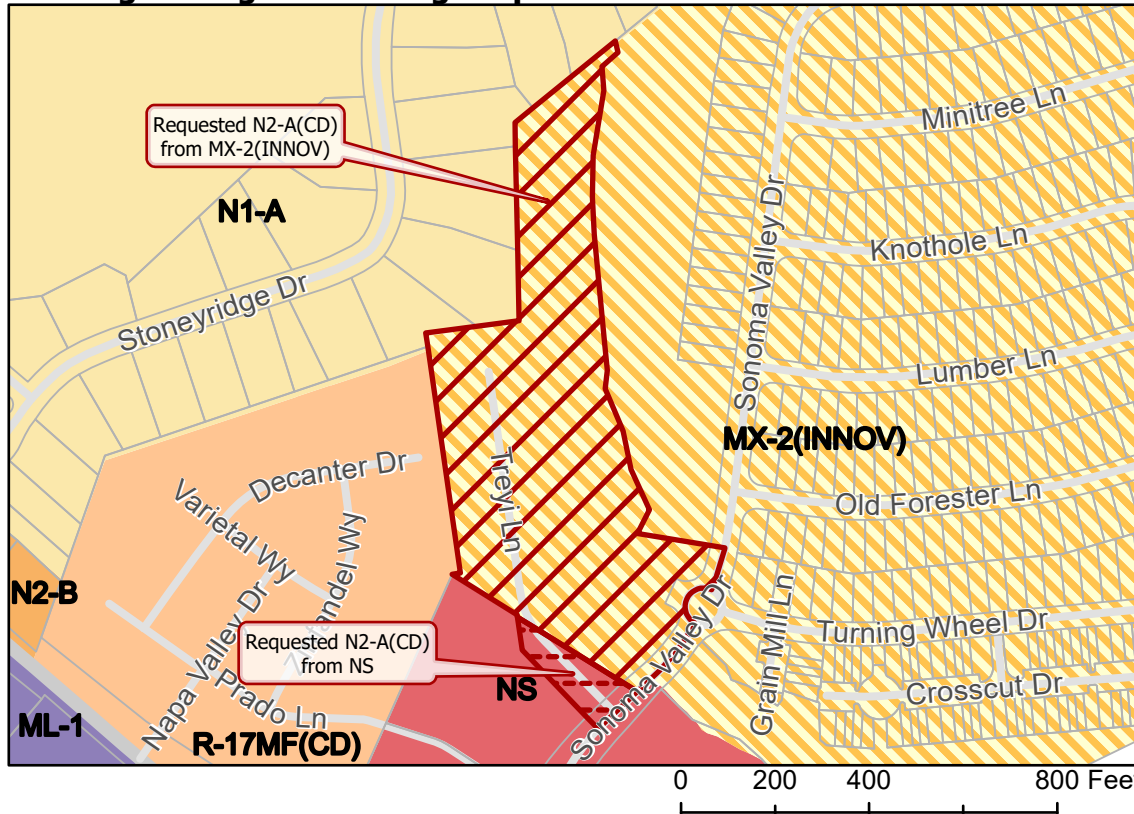 Requested N2-A(CD)
from MX-2(INNOV)
Minitree Ln
N1-A
Sonoma Valley Dr
Knothole Ln
Stoneyridge Dr
Lumber Ln
MX-2(INNOV)
Decanter Dr
Treyi Ln
Old Forester Ln
Varietal Wy
N2-B
Napa Valley Dr
Grain Mill Ln
Turning Wheel Dr
Requested N2-A(CD)
from NS
Sonoma Valley Dr
NS
Crosscut Dr
Prado Ln
ML-1
R-17MF(CD)
0 200 400 800 Fee